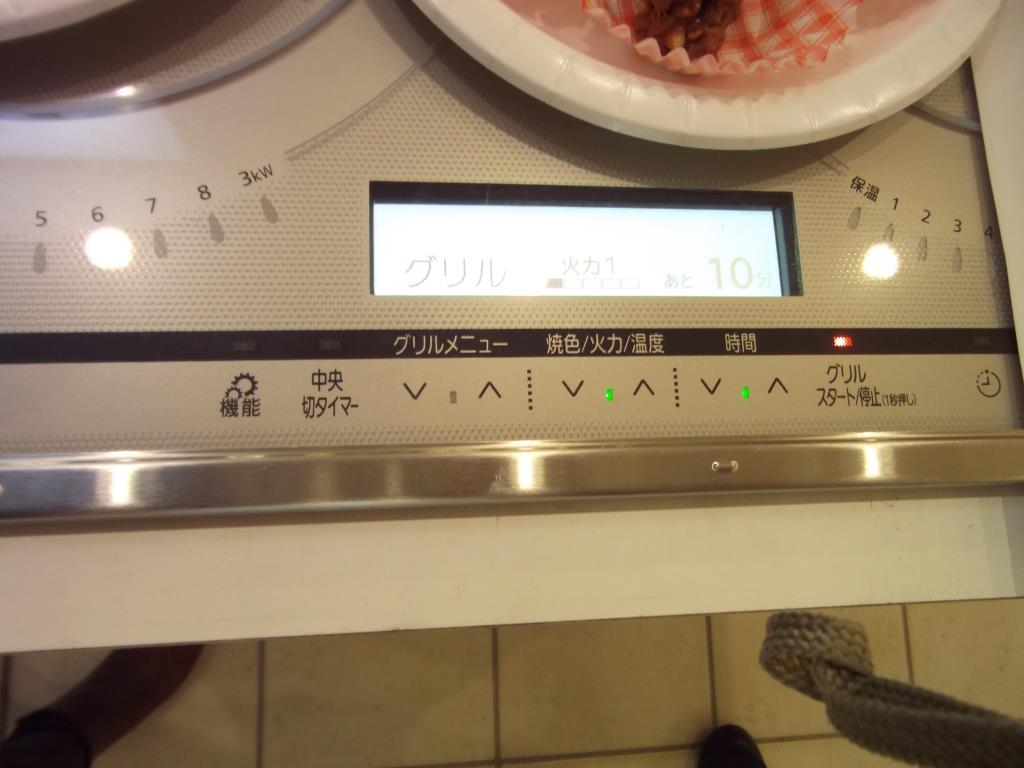 5 6 7 8 3kW
保温 1 2 3 4
グリル 火力1 あと 10分
グリルメニュー 焼色/火力/温度 時間
機能
中央
切タイマー
グリル
スタート/停止(1秒押し)